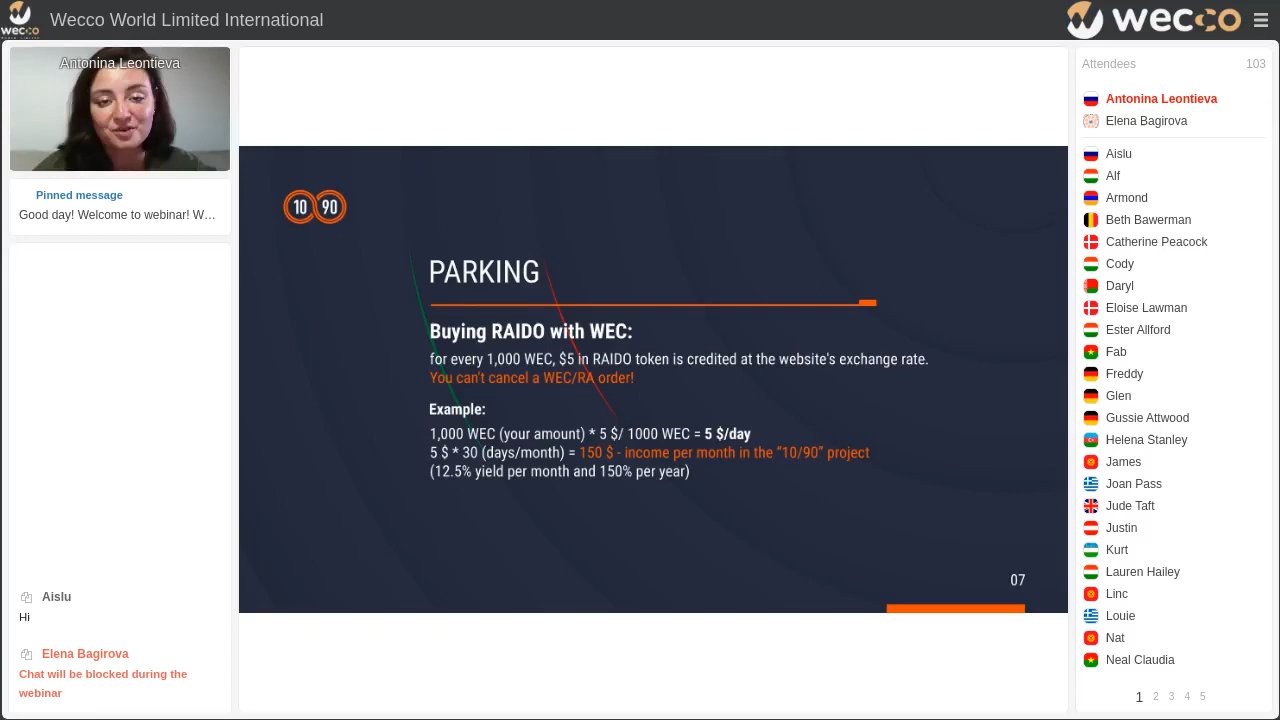 wecco
Wecco World Limited International
wecco
Antonina Leontieva
Pinned message
Good day! Welcome to webinar! W…
Aislu
Hi
Elena Bagirova
Chat will be blocked during the
webinar
10 90
PARKING
Buying RAIDO with WEC:
for every 1,000 WEC, $5 in RAIDO token is credited at the website's exchange rate.
You can't cancel a WEC/RA order!
Example:
1,000 WEC (your amount) * 5 $/ 1000 WEC = 5 $/day
5 $ * 30 (days/month) = 150 $ - income per month in the “10/90” project
(12.5% yield per month and 150% per year)
07
Attendees 103
Antonina Leontieva
Elena Bagirova
Aislu
Alf
Armond
Beth Bawerman
Catherine Peacock
Cody
Daryl
Eloise Lawman
Ester Allford
Fab
Freddy
Glen
Gussie Attwood
Helena Stanley
James
Joan Pass
Jude Taft
Justin
Kurt
Lauren Hailey
Linc
Louie
Nat
Neal Claudia
1 2 3 4 5